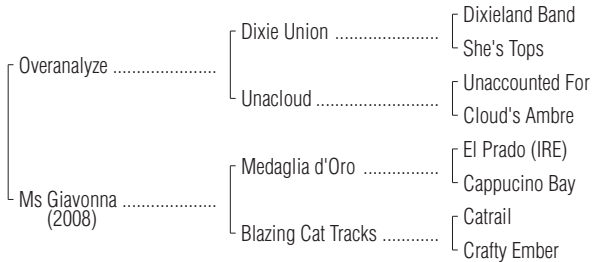 Dixieland Band
Dixie Union ....................
She's Tops
Overanalyze ....................
Unaccounted For
Unacloud .......................
Cloud's Ambre
El Prado (IRE)
Medaglia d'Oro ..............
Cappucino Bay
Ms Giavonna ..................
(2008)
Catrail
Blazing Cat Tracks ...........
Crafty Ember